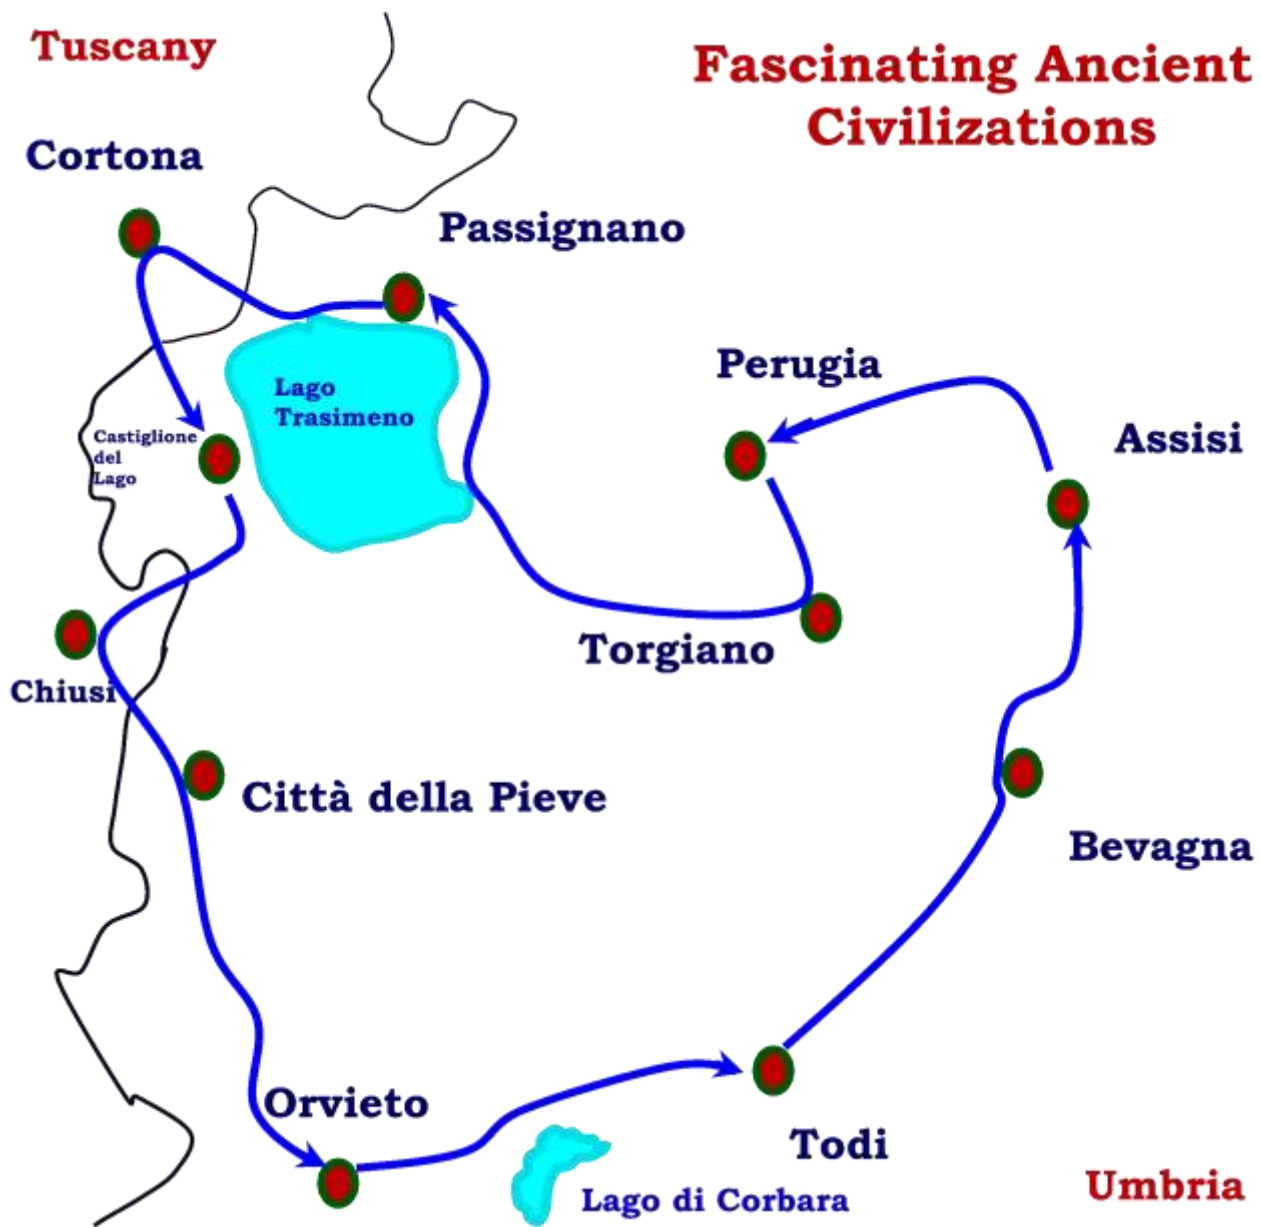 Tuscany
Fascinating Ancient
Civilizations
Cortona
Passignano
Perugia
Lago
Trasimeno
Assisi
Castiglione
del
Lago
Torgiano
Chiusi
Città della Pieve
Bevagna
Orvieto
Todi
Umbria
Lago di Corbara